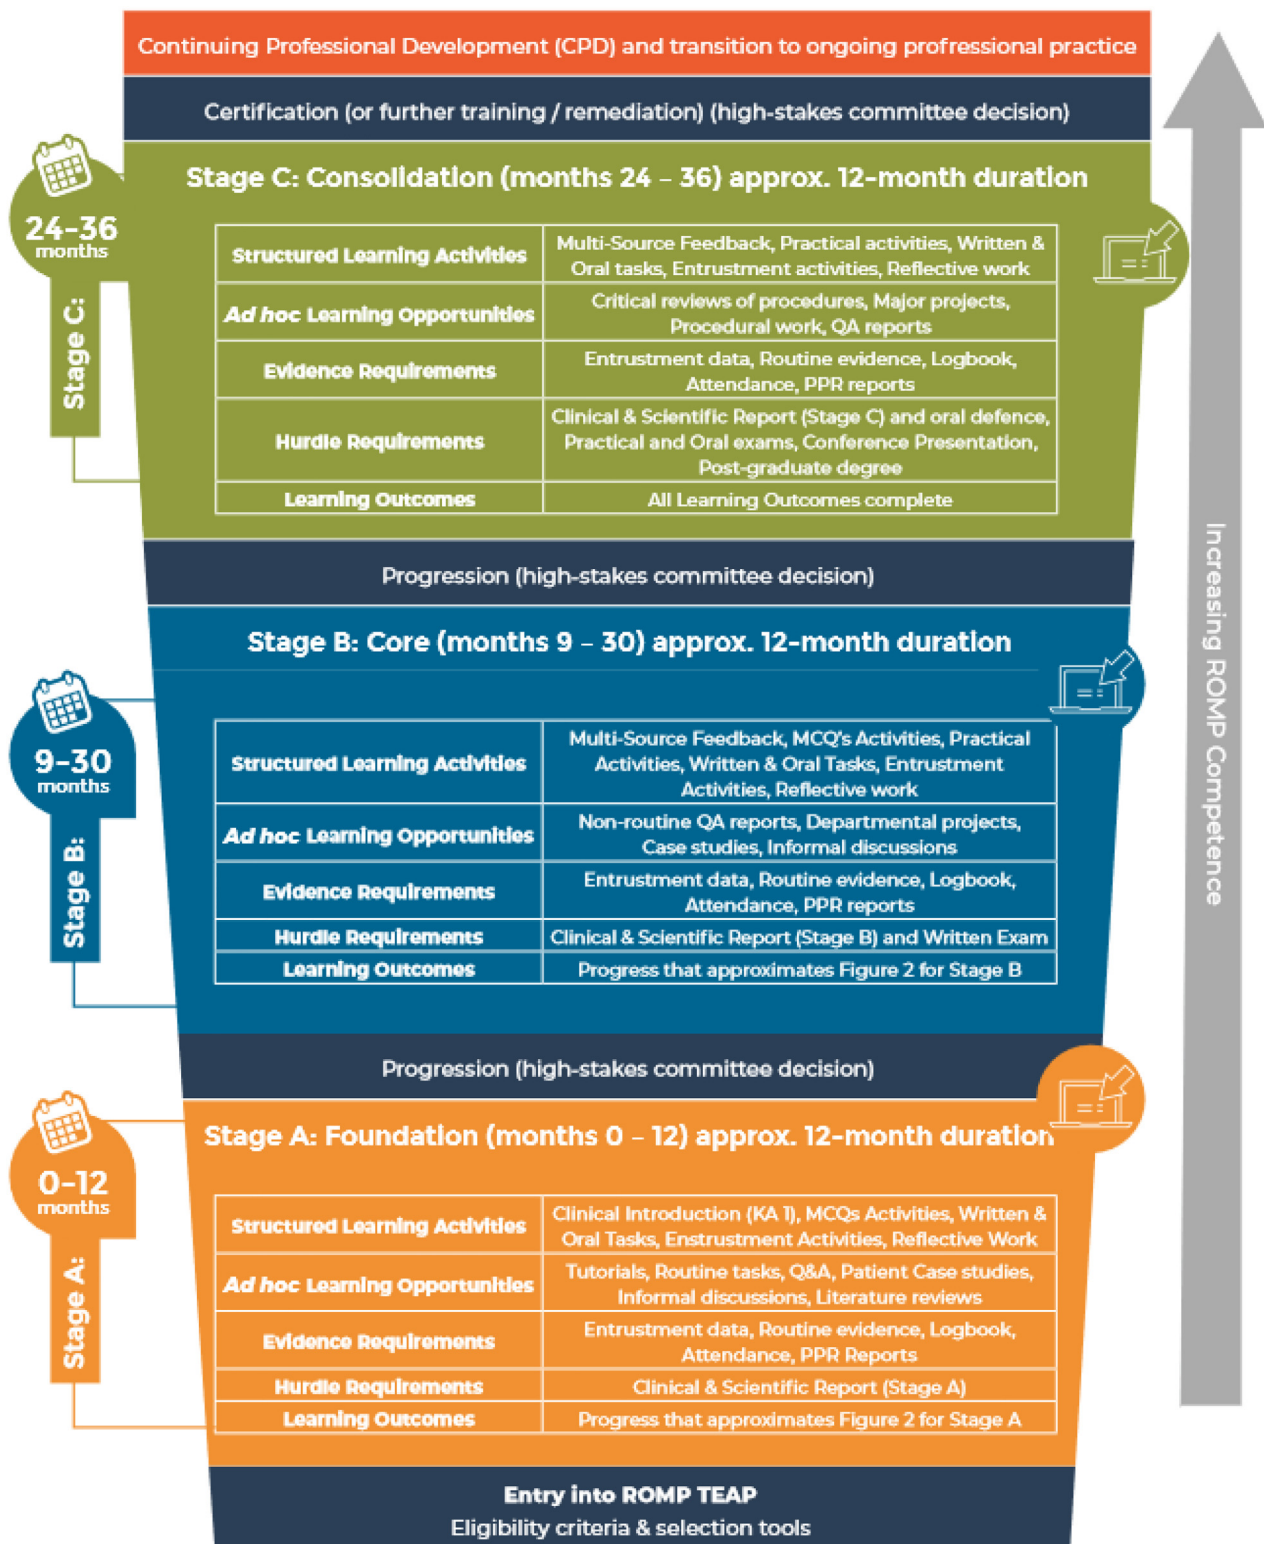 Continuing Professional Development (CPD) and transition to ongoing profressional practice
Certification (or further training / remediation) (high-stakes committee decision)
Stage C: Consolidation (months 24 – 36) approx. 12-month duration
24–36
months
Stage C:
Structured Learning Activities
Multi-Source Feedback, Practical activities, Written &
Oral tasks, Entrustment activities, Reflective work
Ad hoc Learning Opportunities
Critical reviews of procedures, Major projects,
Procedural work, QA reports
Evidence Requirements
Entrustment data, Routine evidence, Logbook,
Attendance, PPR reports
Hurdle Requirements
Clinical & Scientific Report (Stage C) and oral defence,
Practical and Oral exams, Conference Presentation,
Post-graduate degree
Learning Outcomes
All Learning Outcomes complete
Progression (high-stakes committee decision)
Stage B: Core (months 9 – 30) approx. 12-month duration
9–30
months
Stage B:
Structured Learning Activities
Multi-Source Feedback, MCQ's Activities, Practical
Activities, Written & Oral Tasks, Entrustment
Activities, Reflective work
Ad hoc Learning Opportunities
Non-routine QA reports, Departmental projects,
Case studies, Informal discussions
Evidence Requirements
Entrustment data, Routine evidence, Logbook,
Attendance, PPR reports
Hurdle Requirements
Clinical & Scientific Report (Stage B) and Written Exam
Learning Outcomes
Progress that approximates Figure 2 for Stage B
Progression (high-stakes committee decision)
Stage A: Foundation (months 0 – 12) approx. 12-month duration
0–12
months
Stage A:
Structured Learning Activities
Clinical Introduction (KA 1), MCQs Activities, Written &
Oral Tasks, Enstrustment Activities, Reflective Work
Ad hoc Learning Opportunities
Tutorials, Routine tasks, Q&A, Patient Case studies,
Informal discussions, Literature reviews
Evidence Requirements
Entrustment data, Routine evidence, Logbook,
Attendance, PPR Reports
Hurdle Requirements
Clinical & Scientific Report (Stage A)
Learning Outcomes
Progress that approximates Figure 2 for Stage A
Entry into ROMP TEAP
Eligibility criteria & selection tools
Increasing ROMP Competence